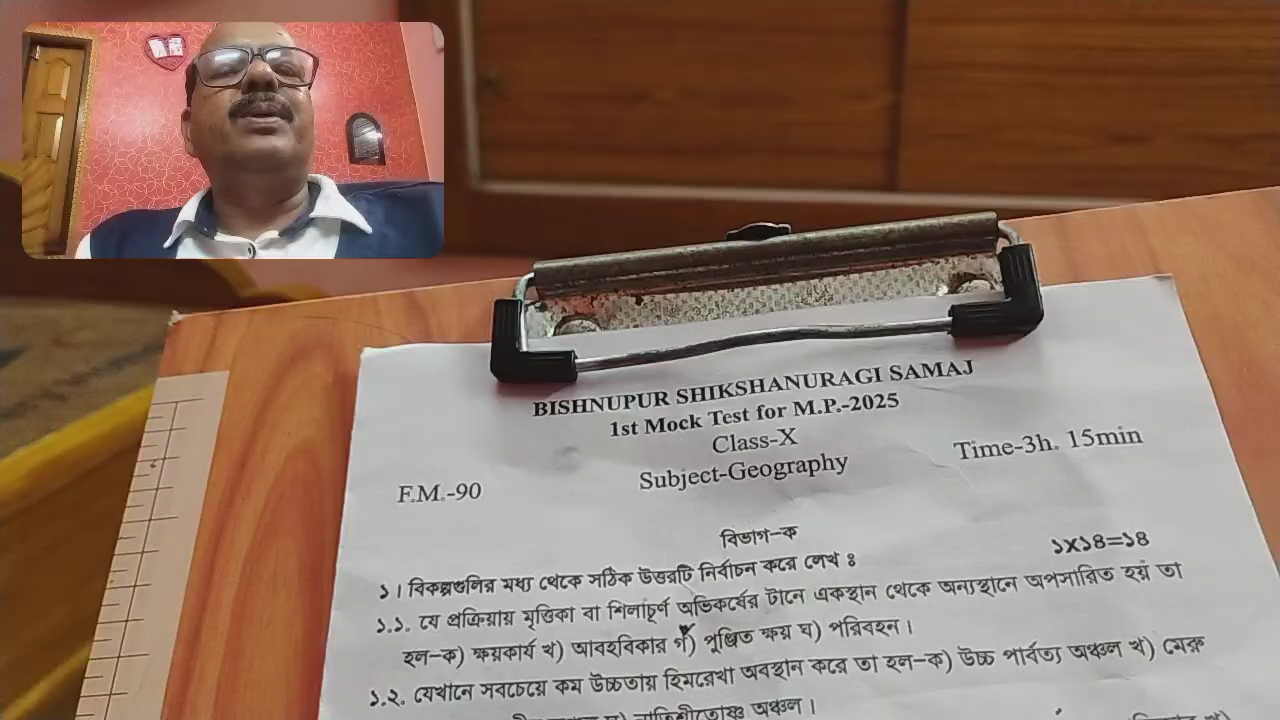 BISHNUPUR SHIKSHANURAGI SAMAJ
1st Mock Test for M.P.-2025
Class-X
Subject-Geography
Time-3h. 15min
F.M.-90
বিভাগ-ক
১। বিকল্পগুলির মধ্য থেকে সঠিক উত্তরটি নির্বাচন করে লেখ ঃ
১X১৪=১৪
১.১. যে প্রক্রিয়ায় মৃত্তিকা বা শিলাচূর্ণ অভিকর্ষের টানে একস্থান থেকে অন্যস্থানে অপসারিত হয় তা
হল-ক) ক্ষয়কার্য খ) আবহবিকার গ) পুঞ্জিত ক্ষয় ঘ) পরিবহন।
১.২. যেখানে সবচেয়ে কম উচ্চতায় হিমরেখা অবস্থান করে তা হল-ক) উচ্চ পার্বত্য অঞ্চল খ) মেরু
নাতিশীতোষ্ণ অঞ্চল।